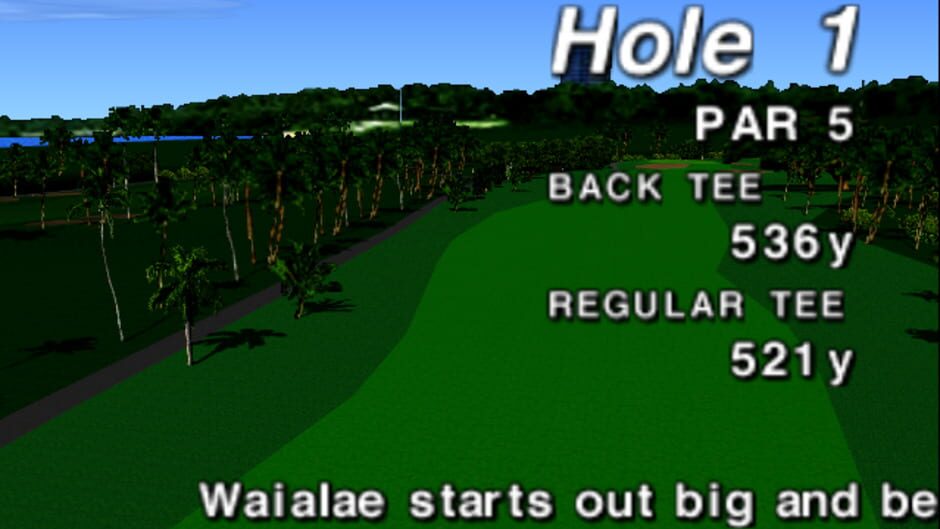 Hole 1
PAR 5
BACK TEE
536y
REGULAR TEE
521y
Waialae starts out big and be